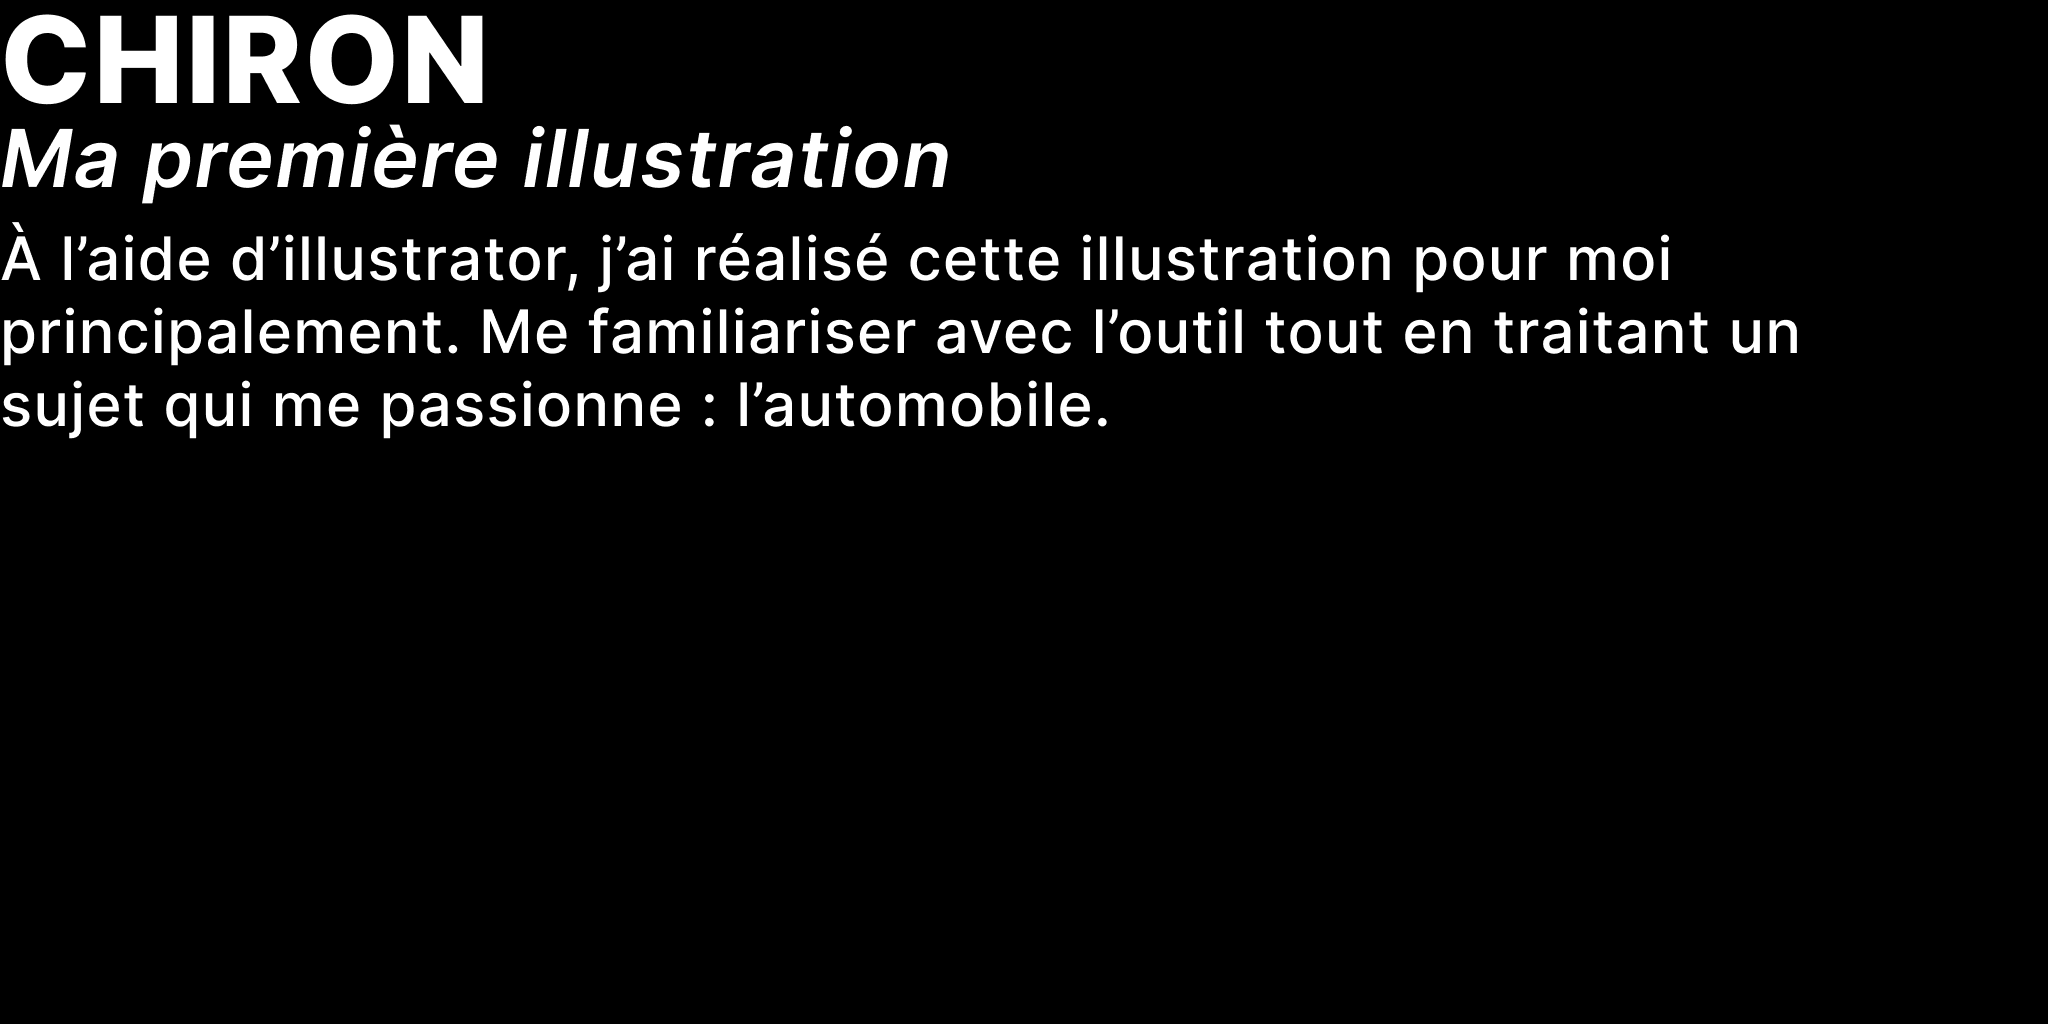 CHIRON
Ma première illustration
À l’aide d’illustrator, j’ai réalisé cette illustration pour moi
principalement. Me familiariser avec l’outil tout en traitant un
sujet qui me passionne : l’automobile.